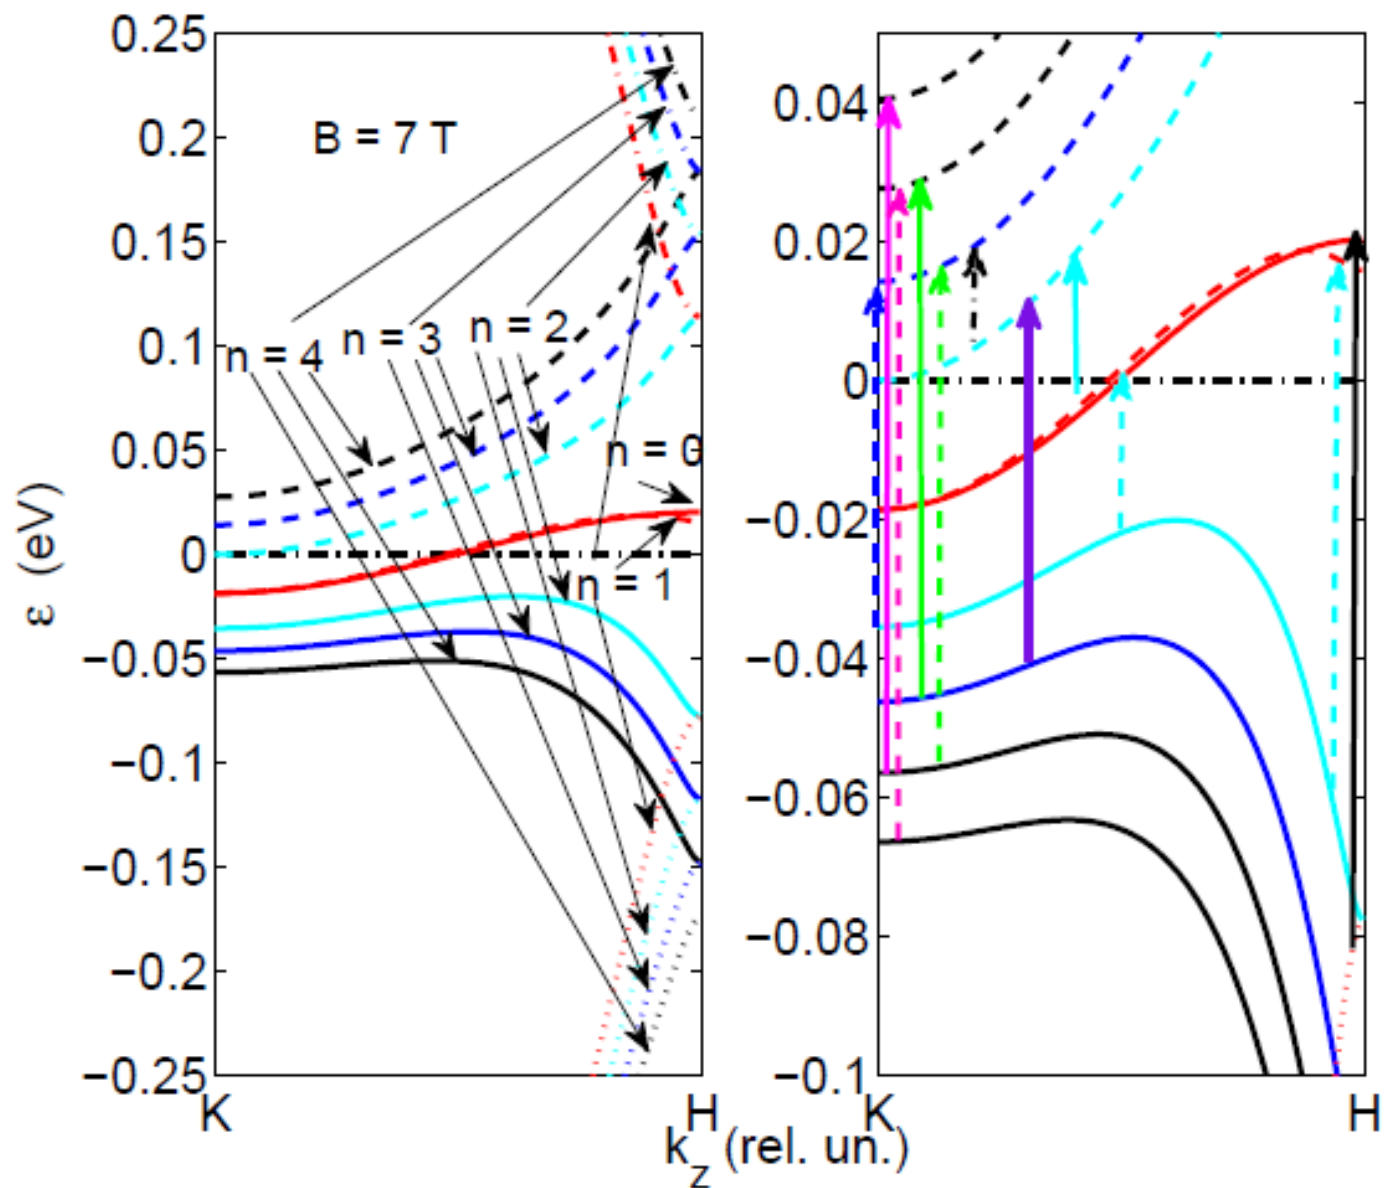 0.25
0.2
0.15
0.1
0.05
0
−0.05
−0.1
−0.15
−0.2
−0.25
ε (eV)
B = 7 T
n = 4
n = 3
n = 2
n = 0
n = 1
K
H
0.04
0.02
0
−0.02
−0.04
−0.06
−0.08
−0.1
K
H
k_z (rel. un.)